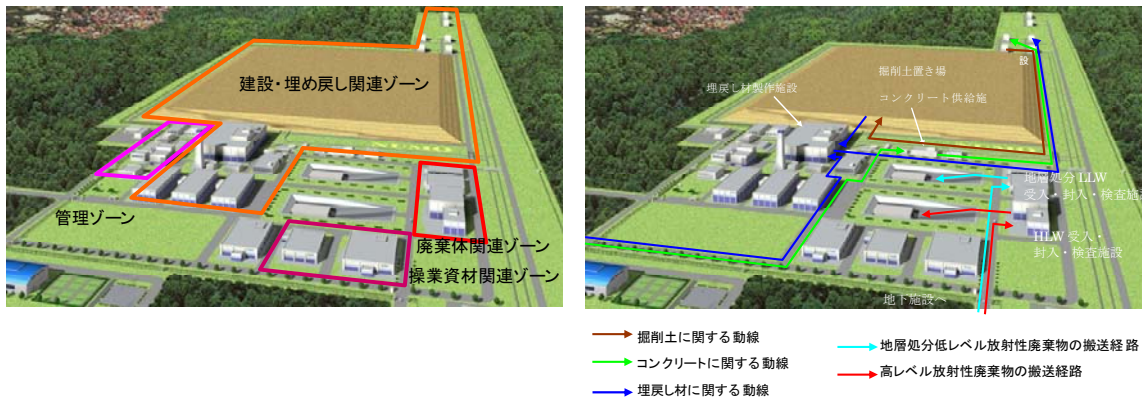 建設・埋め戻し関連ゾーン
管理ゾーン
廃棄体関連ゾーン
操業資材関連ゾーン
設
掘削土置き場
埋戻し材製作施設
コンクリート供給施
NUMO
地層処分 LLW
受入・封入・検査施
HLW 受入・
封入・検査施設
地下施設へ
掘削土に関する動線
コンクリートに関する動線
埋戻し材に関する動線
地層処分低レベル放射性廃棄物の搬送経路
高レベル放射性廃棄物の搬送経路